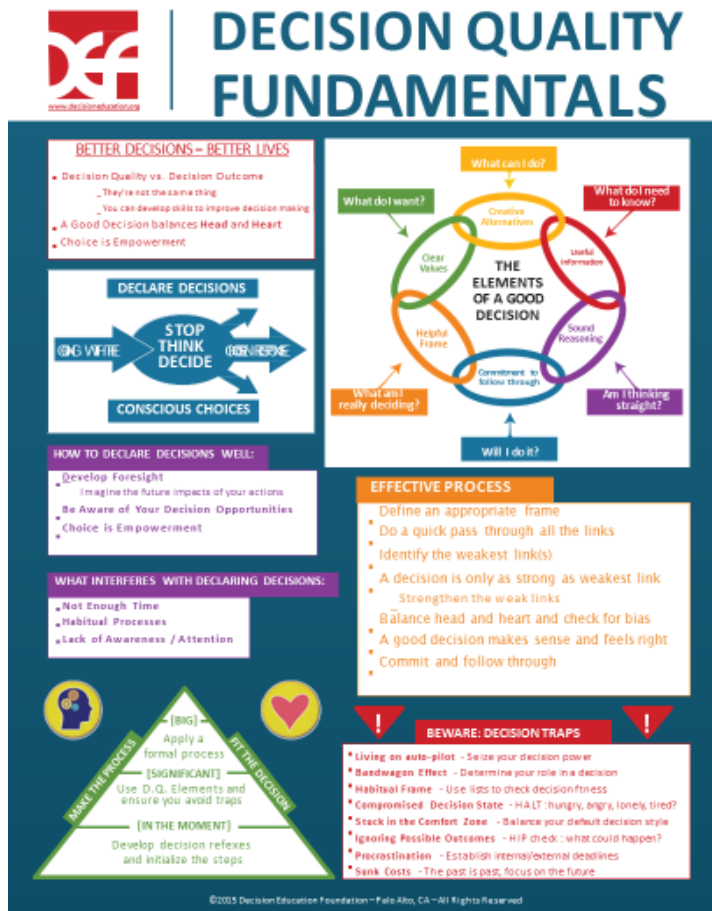 DEF
www.decisioneducation.org
DECISION QUALITY
FUNDAMENTALS
BETTER DECISIONS = BETTER LIVES
Decision Quality vs. Decision Outcome
They're not the same thing
You can develop skills to improve decision making
A Good Decision balances Head and Heart
Choice is Empowerment
DECLARE DECISIONS
STOP
THINK
DECIDE
CONSCIOUS CHOICES
What can I do?
What do I want?
What do I need
to know?
Creative
Alternatives
Clear
Values
Useful
Information
THE
ELEMENTS
OF A GOOD
DECISION
Helpful
Frame
Sound
Reasoning
Commitment to
follow through
What am I
really deciding?
Am I thinking
straight?
Will I do it?
HOW TO DECLARE DECISIONS WELL:
Develop Foresight
Imagine the future impacts of your actions
Be Aware of Your Decision Opportunities
Choice is Empowerment
WHAT INTERFERES WITH DECLARING DECISIONS:
Not Enough Time
Habitual Processes
Lack of Awareness / Attention
EFFECTIVE PROCESS
Define an appropriate frame
Do a quick pass through all the links
Identify the weakest link(s)
A decision is only as strong as weakest link
Strengthen the weak links
Balance head and heart and check for bias
A good decision makes sense and feels right
Commit and follow through
MAKE THE PROCESS
FIT THE DECISION
[BIG]
Apply a
formal process
[SIGNIFICANT]
Use D.Q. Elements and
ensure you avoid traps
[IN THE MOMENT]
Develop decision refexes
and initialize the steps
! !
BEWARE: DECISION TRAPS
Living on auto-pilot - Seize your decision power
Bandwagon Effect - Determine your role in a decision
Habitual Frame - Use lists to check decision ftness
Compromised Decision State - HALT : hungry, angry, lonely, tired?
Stuck in the Comfort Zone - Balance your default decision style
Ignoring Possible Outcomes - HIP check : what could happen?
Procrastination - Establish internal/external deadlines
Sunk Costs - The past is past, focus on the future
©2015 Decision Education Foundation – Palo Alto, CA – All Rights Reserved